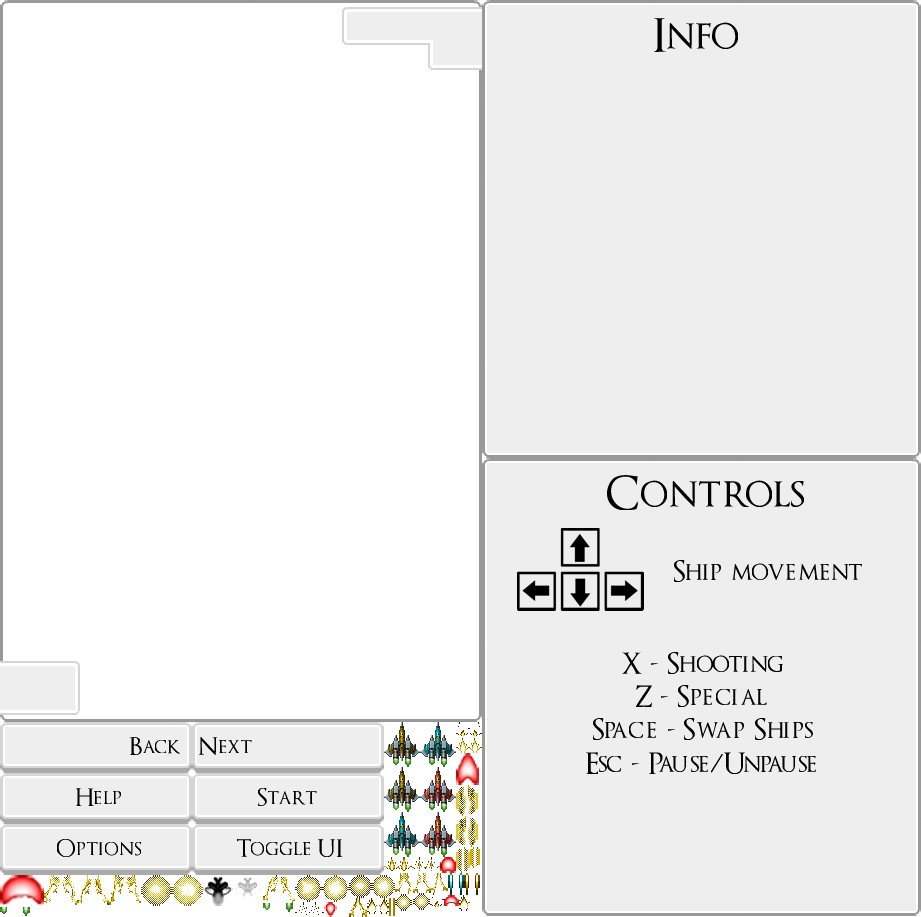 Info
Controls
Ship movement
X - Shooting
Z - Special
Space - Swap Ships
Esc - Pause/Unpause
Back
Next
Help
Start
Options
Toggle UI